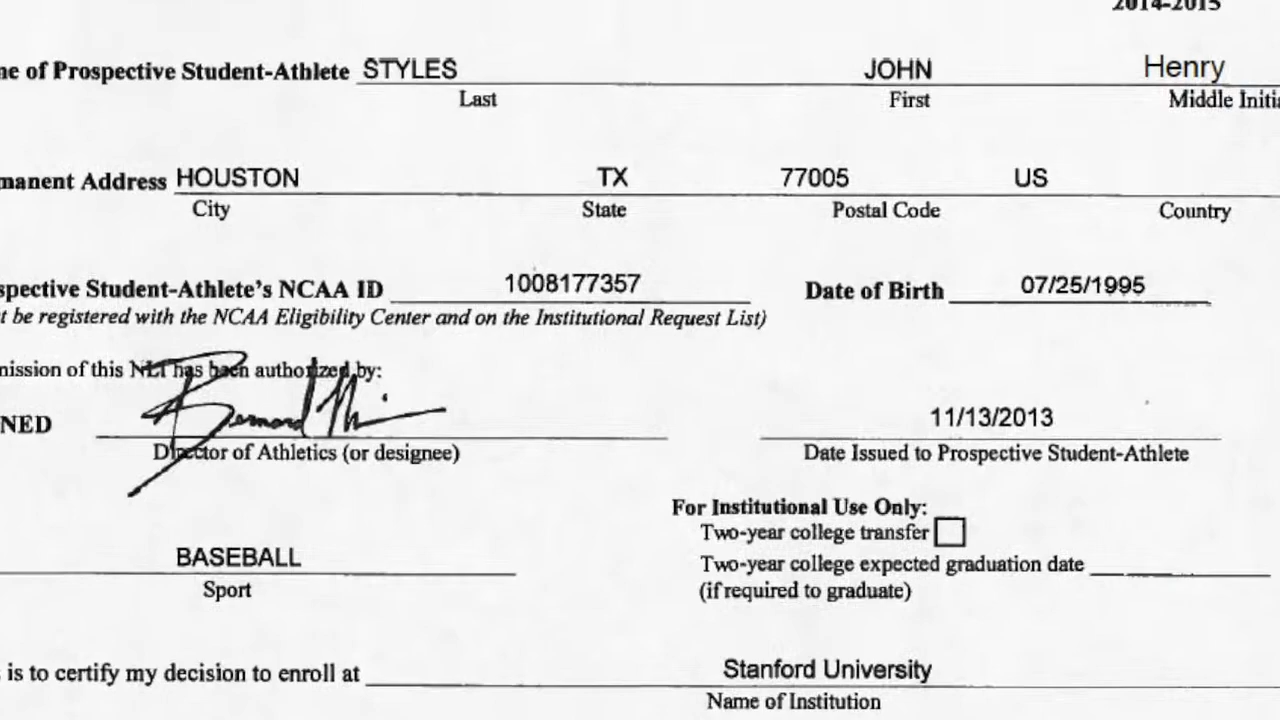 2014-2015
ne of Prospective Student-Athlete STYLES JOHN Henry
Last First Middle Initia
manent Address HOUSTON TX 77005 US
City State Postal Code Country
spective Student-Athlete's NCAA ID 1008177357 Date of Birth 07/25/1995
t be registered with the NCAA Eligibility Center and on the Institutional Request List)
mission of this NLI has been authorized by:
NED 11/13/2013
Director of Athletics (or designee) Date Issued to Prospective Student-Athlete
For Institutional Use Only:
Two-year college transfer
BASEBALL Two-year college expected graduation date
Sport (if required to graduate)
is is to certify my decision to enroll at Stanford University
Name of Institution